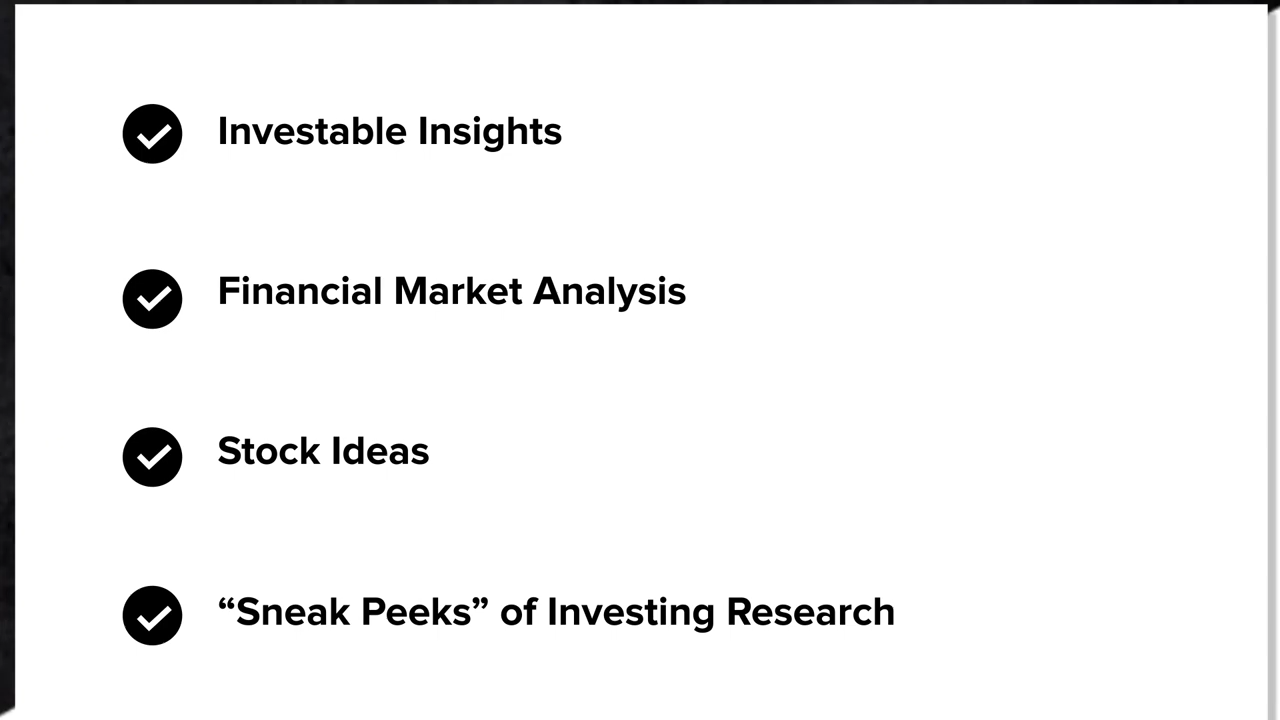 Investable Insights
Financial Market Analysis
Stock Ideas
“Sneak Peeks” of Investing Research